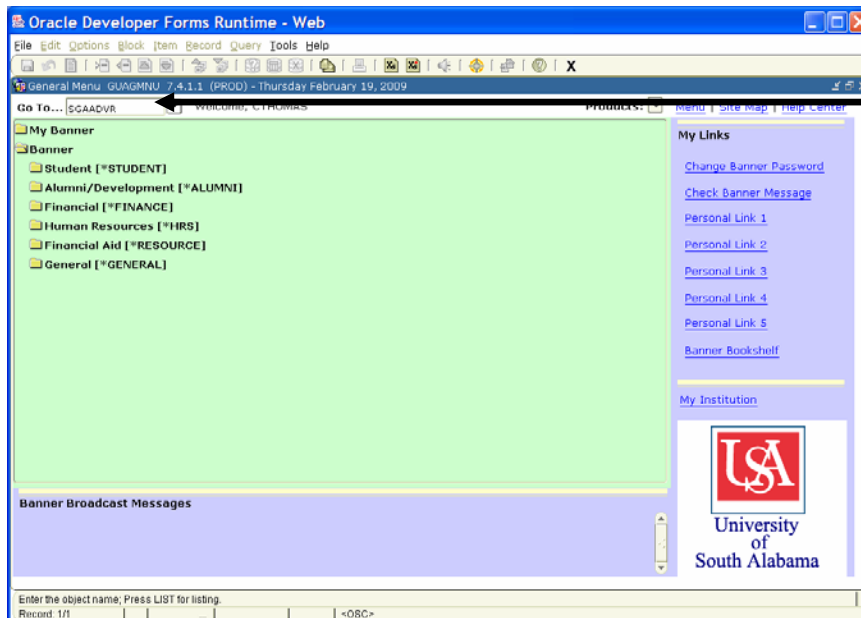 Oracle Developer Forms Runtime - Web
File Edit Options Block Item Record Query Tools Help
General Menu GUAGMNU 7.4.1.1 (PROD) - Thursday February 19, 2009
Go To... SGAADVR Welcome, CTHOMAS Products: Menu | Site Map | Help Center
My Banner
Banner
Student [*STUDENT]
Alumni/Development [*ALUMNI]
Financial [*FINANCE]
Human Resources [*HRS]
Financial Aid [*RESOURCE]
General [*GENERAL]
My Links
Change Banner Password
Check Banner Message
Personal Link 1
Personal Link 2
Personal Link 3
Personal Link 4
Personal Link 5
Banner Bookshelf
My Institution
USA
University
of
South Alabama
Banner Broadcast Messages
Enter the object name; Press LIST for listing.
Record: 1/1 ... <OSC>